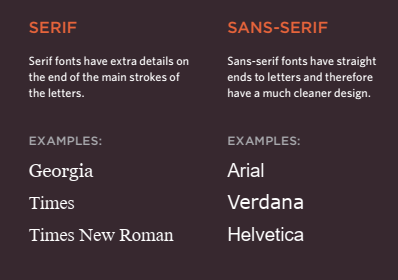 SERIF
Serif fonts have extra details on
the end of the main strokes of
the letters.
EXAMPLES:
Georgia
Times
Times New Roman
SANS-SERIF
Sans-serif fonts have straight
ends to letters and therefore
have a much cleaner design.
EXAMPLES:
Arial
Verdana
Helvetica